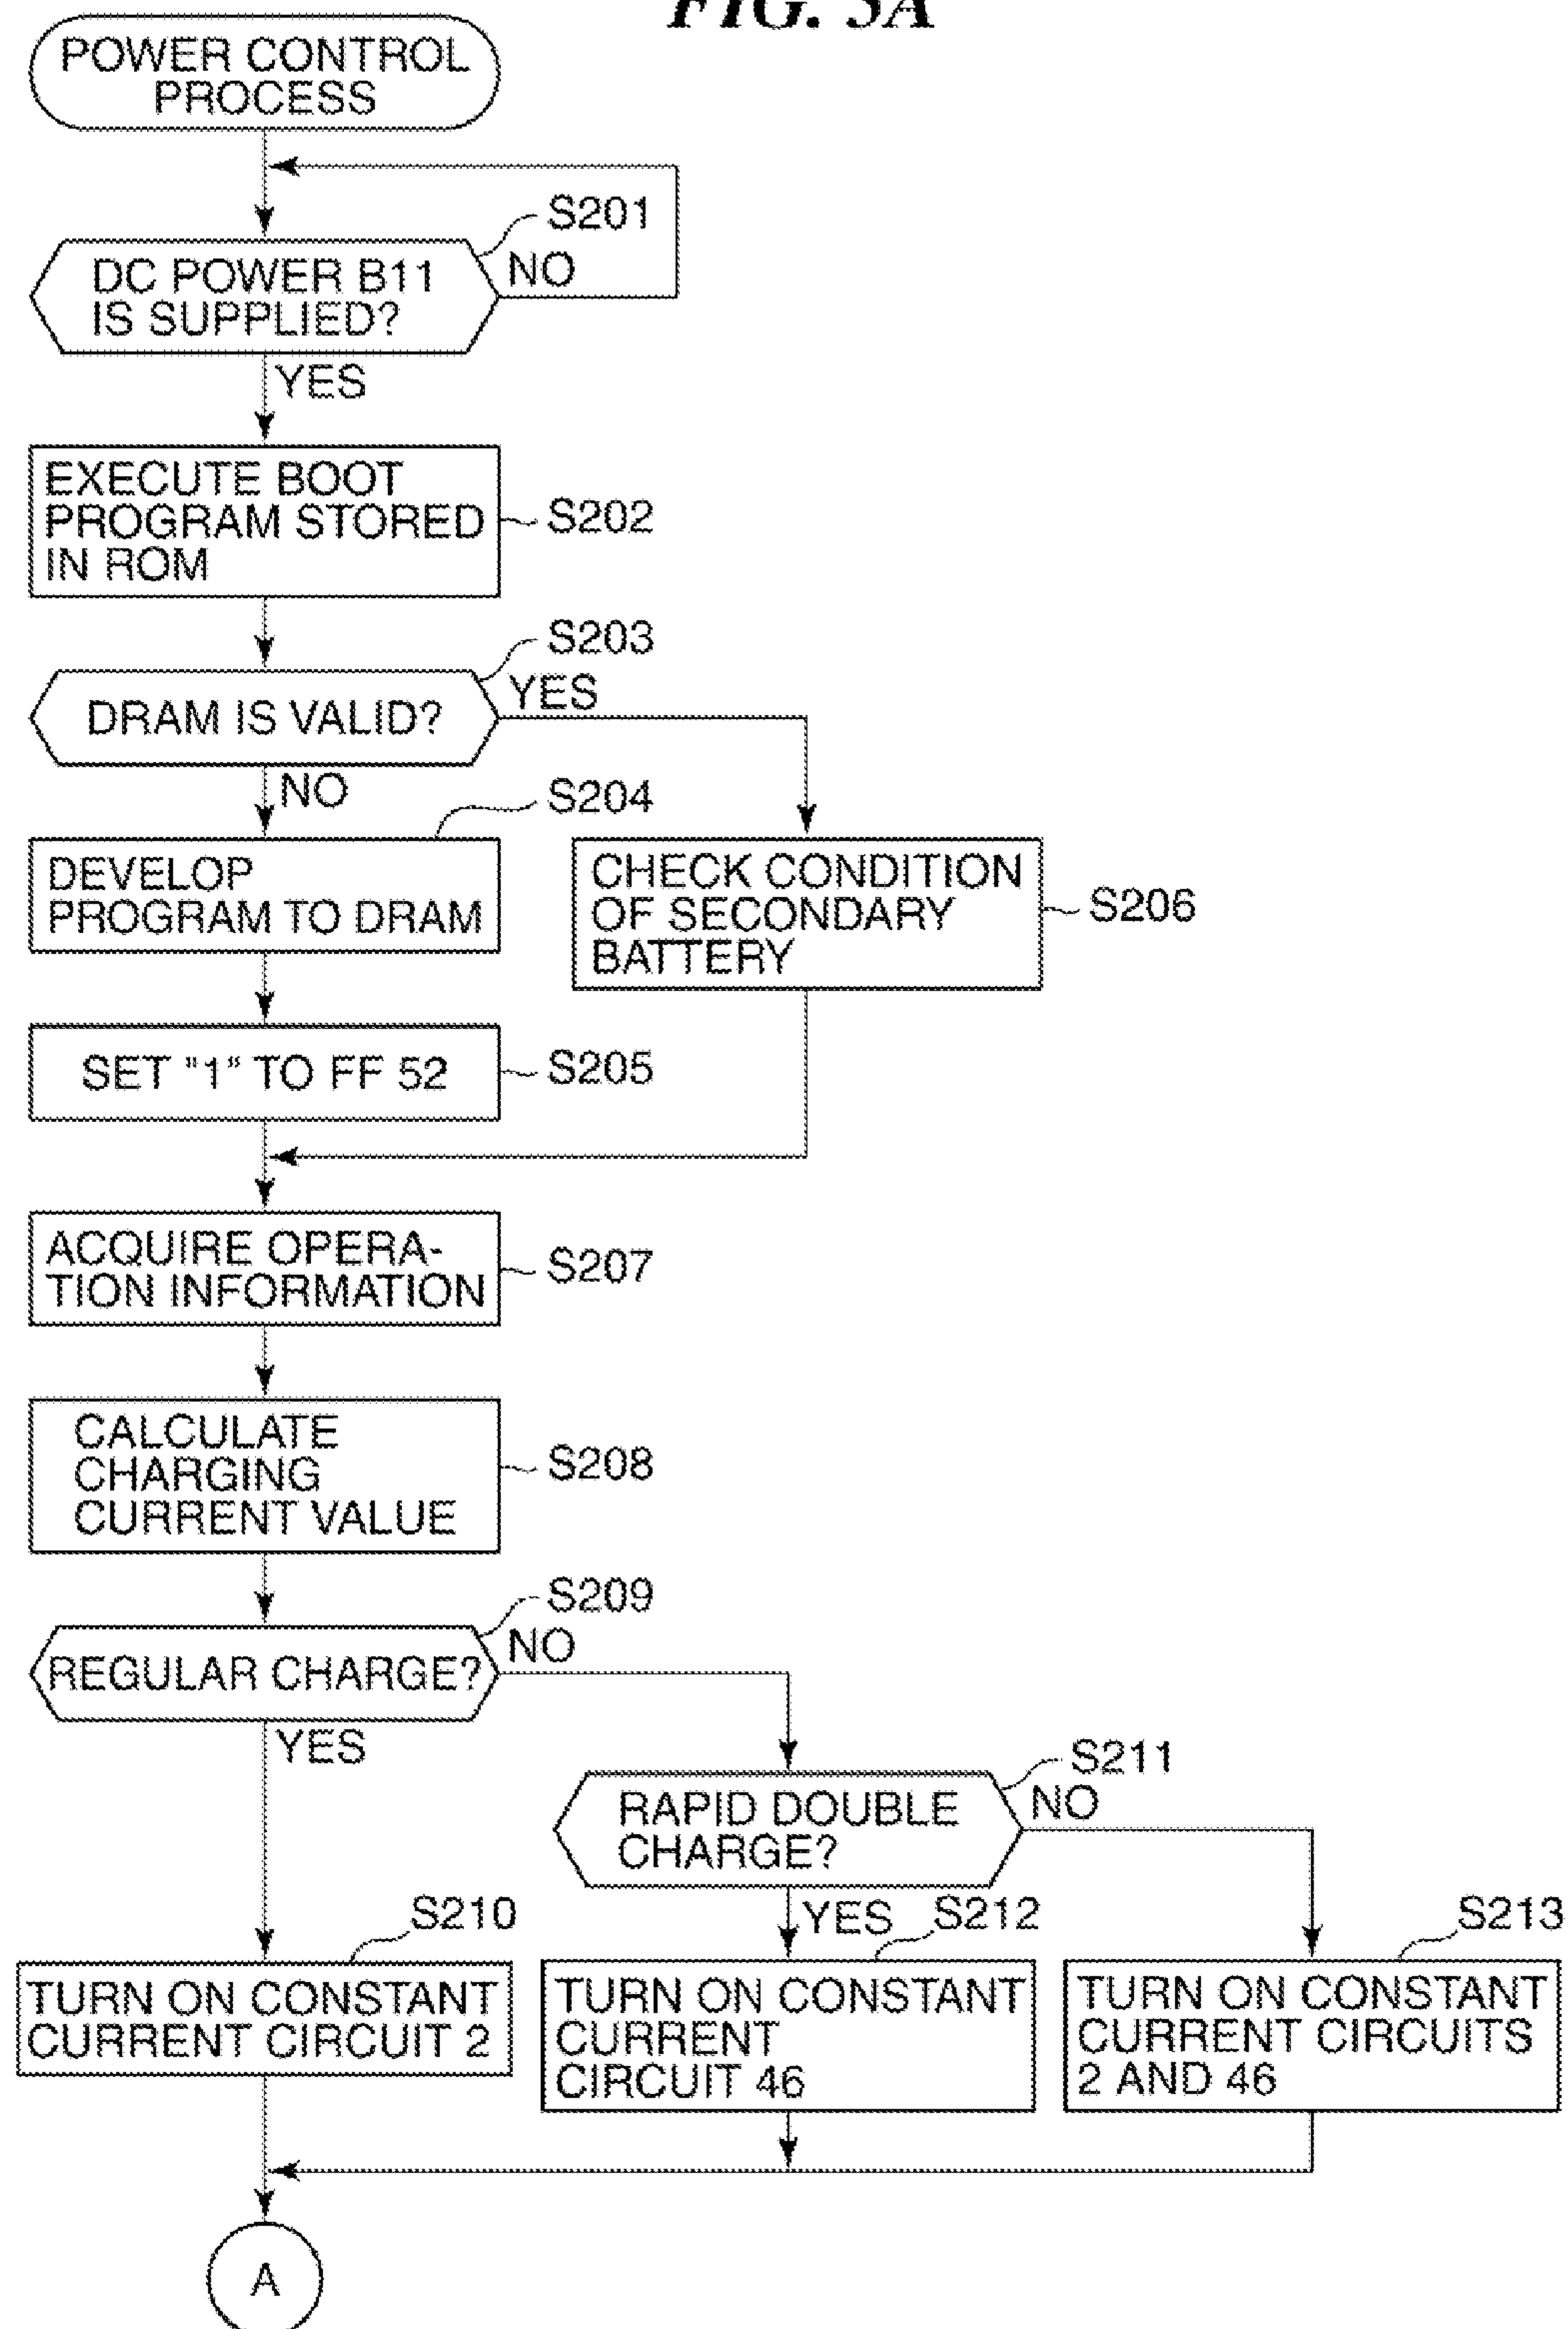 POWER CONTROL
PROCESS
S201
DC POWER B11
IS SUPPLIED?
NO
YES
EXECUTE BOOT
PROGRAM STORED
IN ROM
S202
S203
DRAM IS VALID?
YES
NO
S204
DEVELOP
PROGRAM TO DRAM
CHECK CONDITION
OF SECONDARY
BATTERY
S206
SET "1" TO FF 52
S205
ACQUIRE OPERA-
TION INFORMATION
S207
CALCULATE
CHARGING
CURRENT VALUE
S208
S209
REGULAR CHARGE?
NO
YES
S211
RAPID DOUBLE
CHARGE?
NO
YES
S210
TURN ON CONSTANT
CURRENT CIRCUIT 2
S212
TURN ON CONSTANT
CURRENT
CIRCUIT 46
S213
TURN ON CONSTANT
CURRENT CIRCUITS
2 AND 46
A